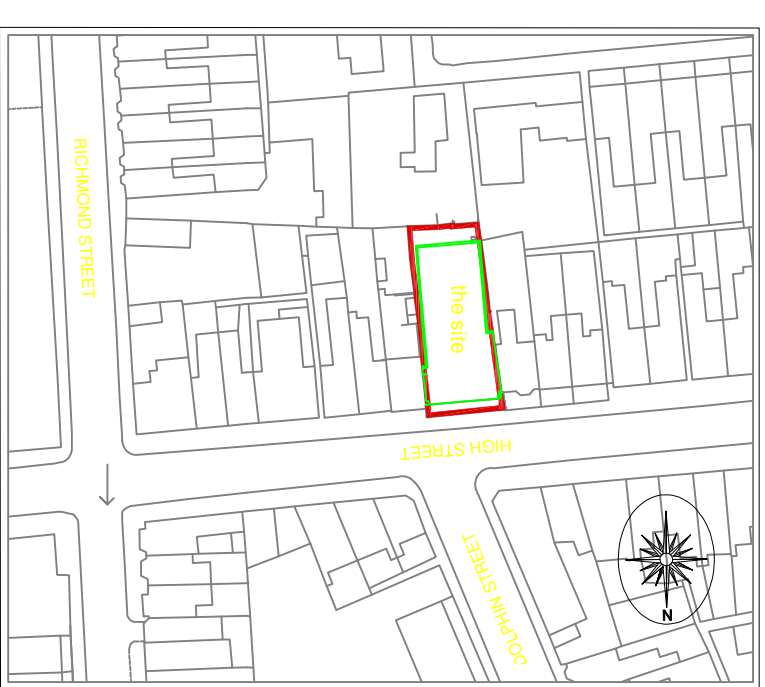 RICHMOND STREET
the site
HIGH STREET
DOLPHIN STREET
N